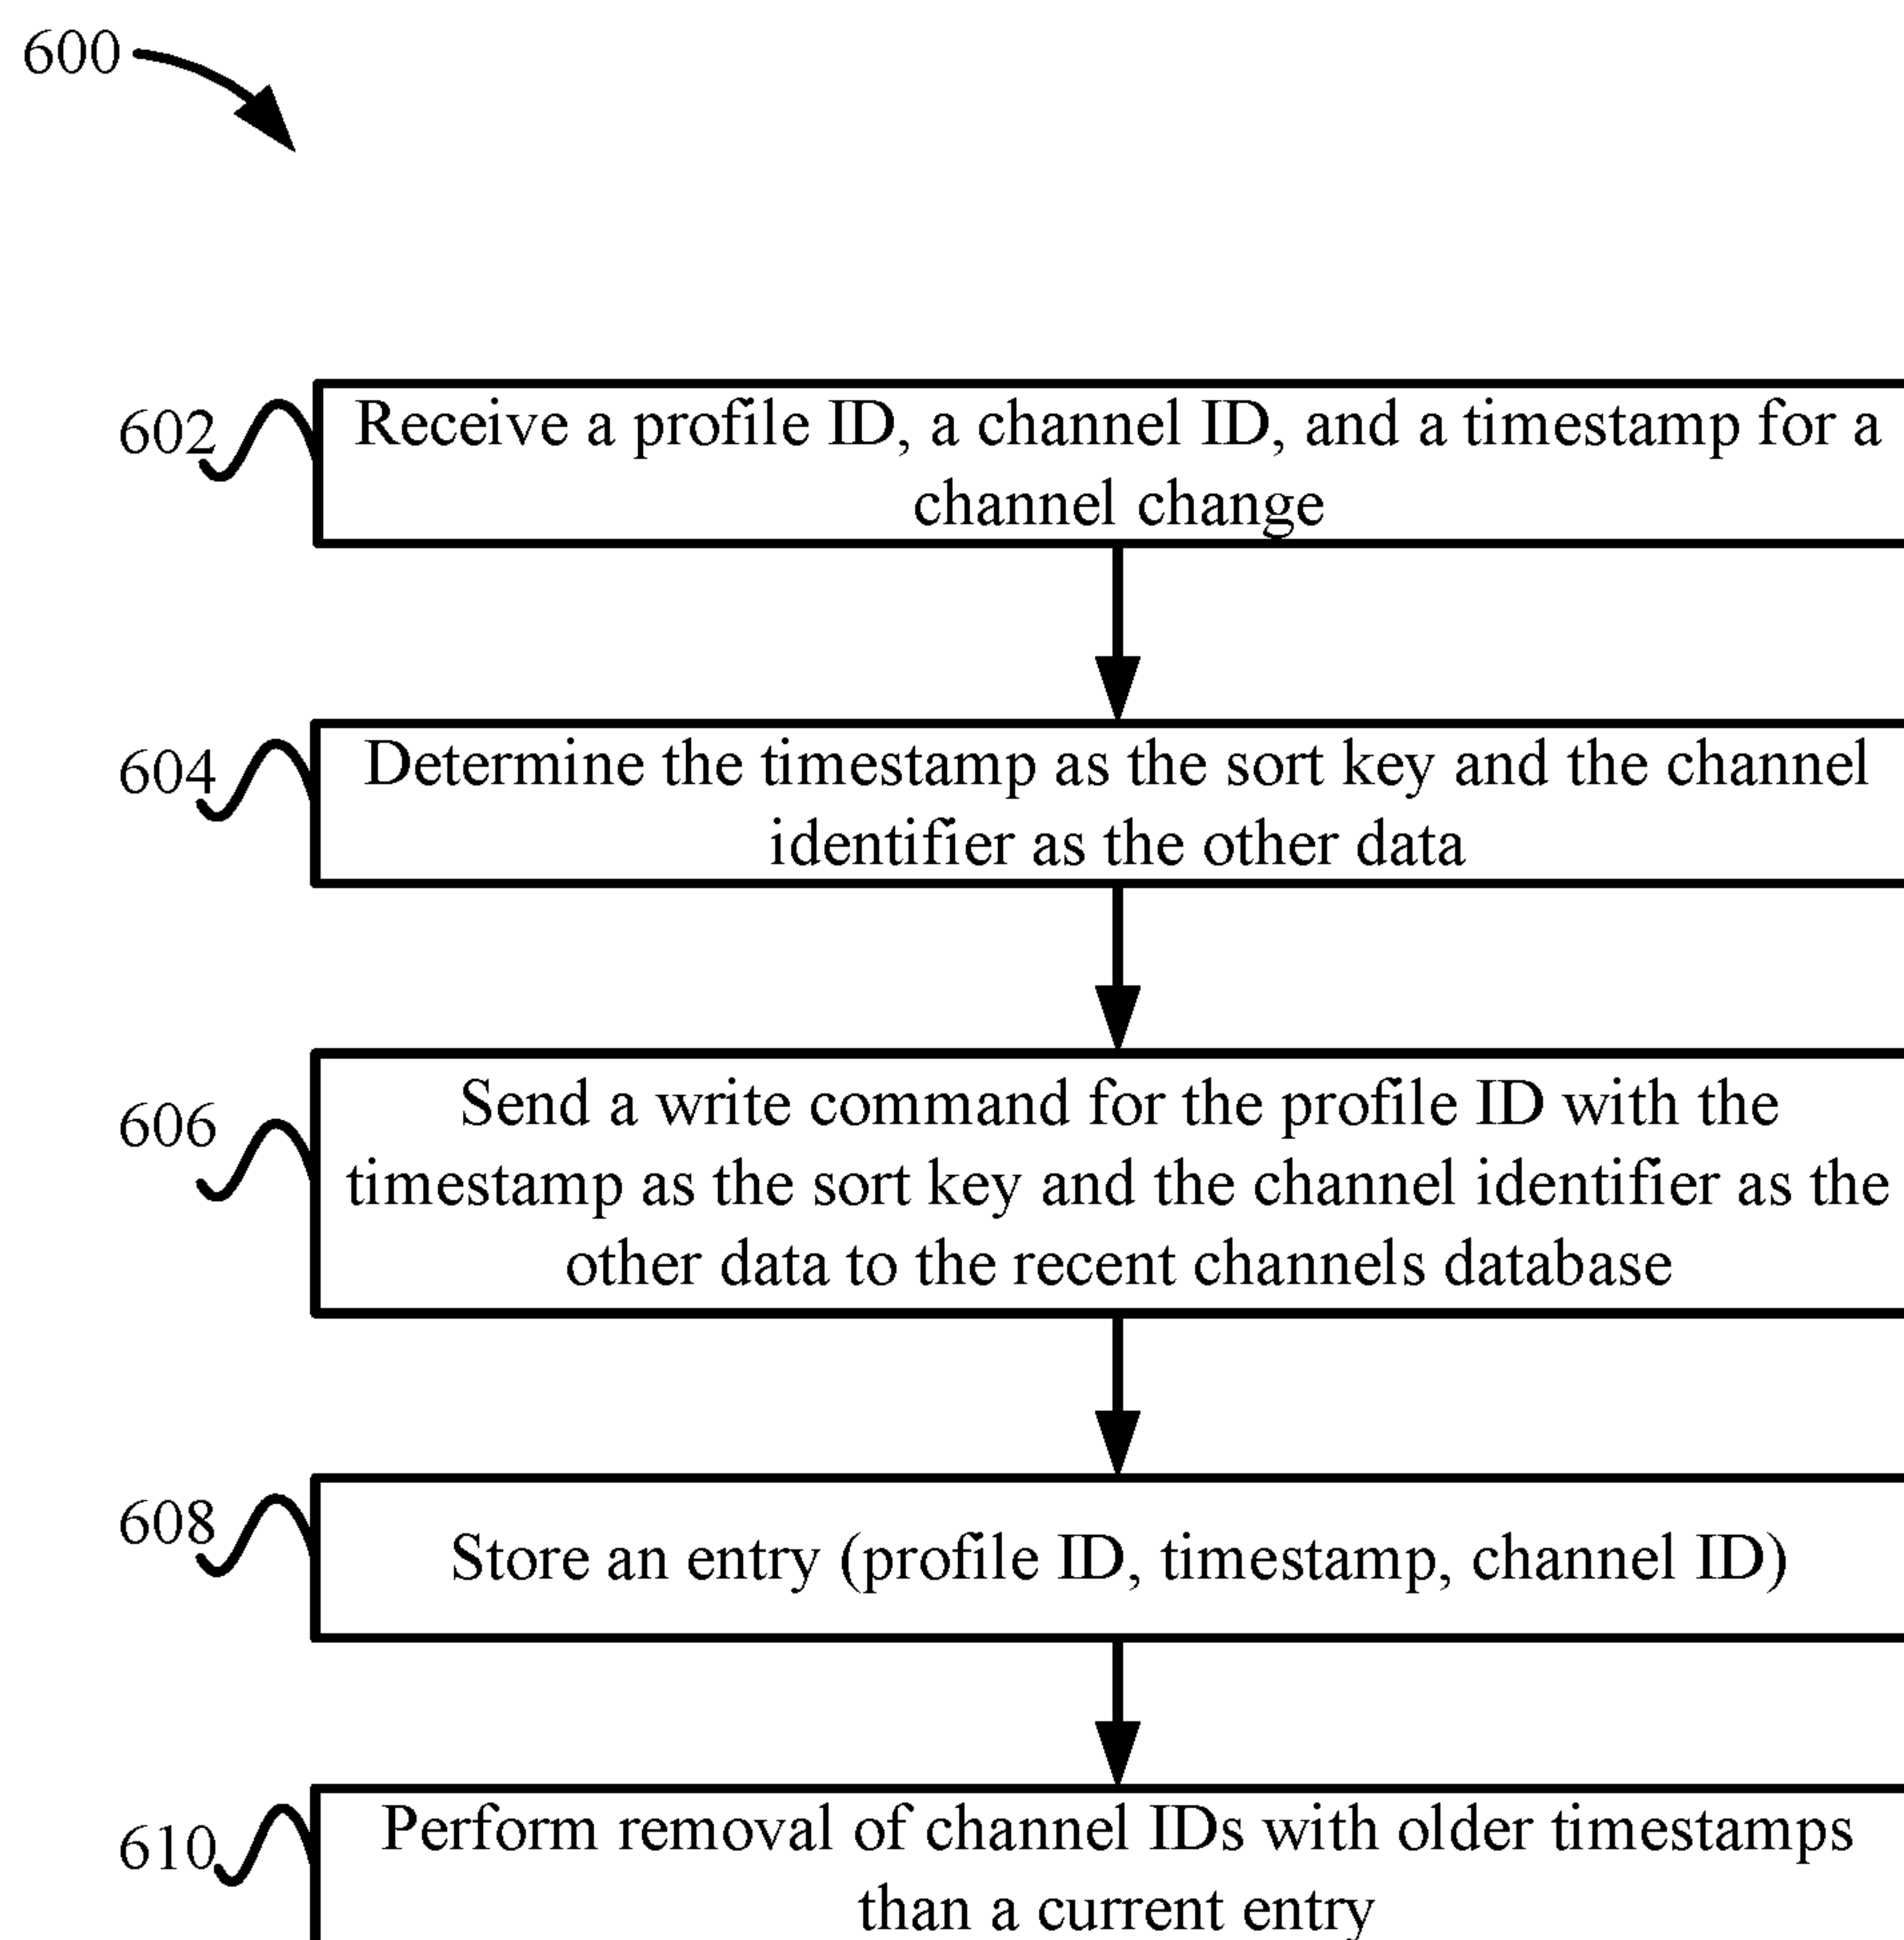 600
602
Receive a profile ID, a channel ID, and a timestamp for a
channel change
604
Determine the timestamp as the sort key and the channel
identifier as the other data
606
Send a write command for the profile ID with the
timestamp as the sort key and the channel identifier as the
other data to the recent channels database
608
Store an entry (profile ID, timestamp, channel ID)
610
Perform removal of channel IDs with older timestamps
than a current entry